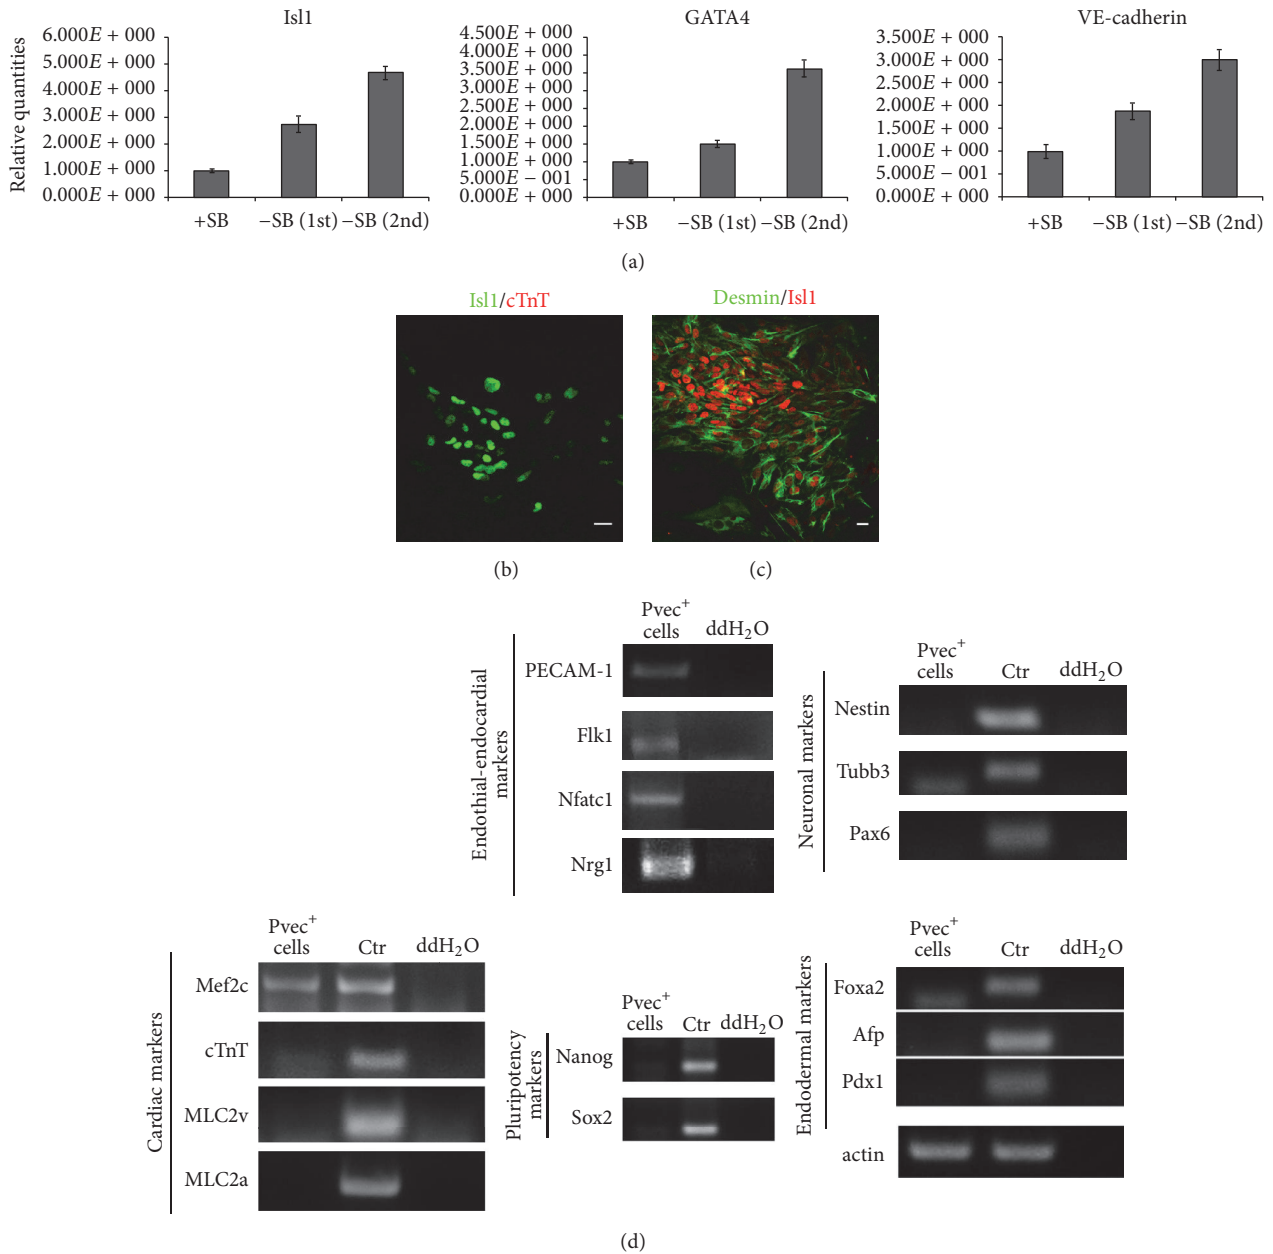 Isl1
Relative quantities
6.000E + 000
5.000E + 000
4.000E + 000
3.000E + 000
2.000E + 000
1.000E + 000
0.000E + 000
+SB
−SB (1st)
−SB (2nd)
GATA4
4.500E + 000
4.000E + 000
3.500E + 000
3.000E + 000
2.500E + 000
2.000E + 000
1.500E + 000
1.000E + 000
5.000E − 001
0.000E + 000
+SB
−SB (1st)
−SB (2nd)
VE-cadherin
3.500E + 000
3.000E + 000
2.500E + 000
2.000E + 000
1.500E + 000
1.000E + 000
5.000E − 001
0.000E + 000
+SB
−SB (1st)
−SB (2nd)
(a)
Isl1/cTnT
(b)
Desmin/Isl1
(c)
Endothial-endocardial
markers
Pvec⁺
cells
ddH₂O
PECAM-1
Flk1
Nfatc1
Nrg1
Neuronal markers
Pvec⁺
cells
Ctr
ddH₂O
Nestin
Tubb3
Pax6
Cardiac markers
Pvec⁺
cells
Ctr
ddH₂O
Mef2c
cTnT
MLC2v
MLC2a
Pluripotency
markers
Pvec⁺
cells
Ctr
ddH₂O
Nanog
Sox2
Endodermal markers
Pvec⁺
cells
Ctr
ddH₂O
Foxa2
Afp
Pdx1
actin
(d)